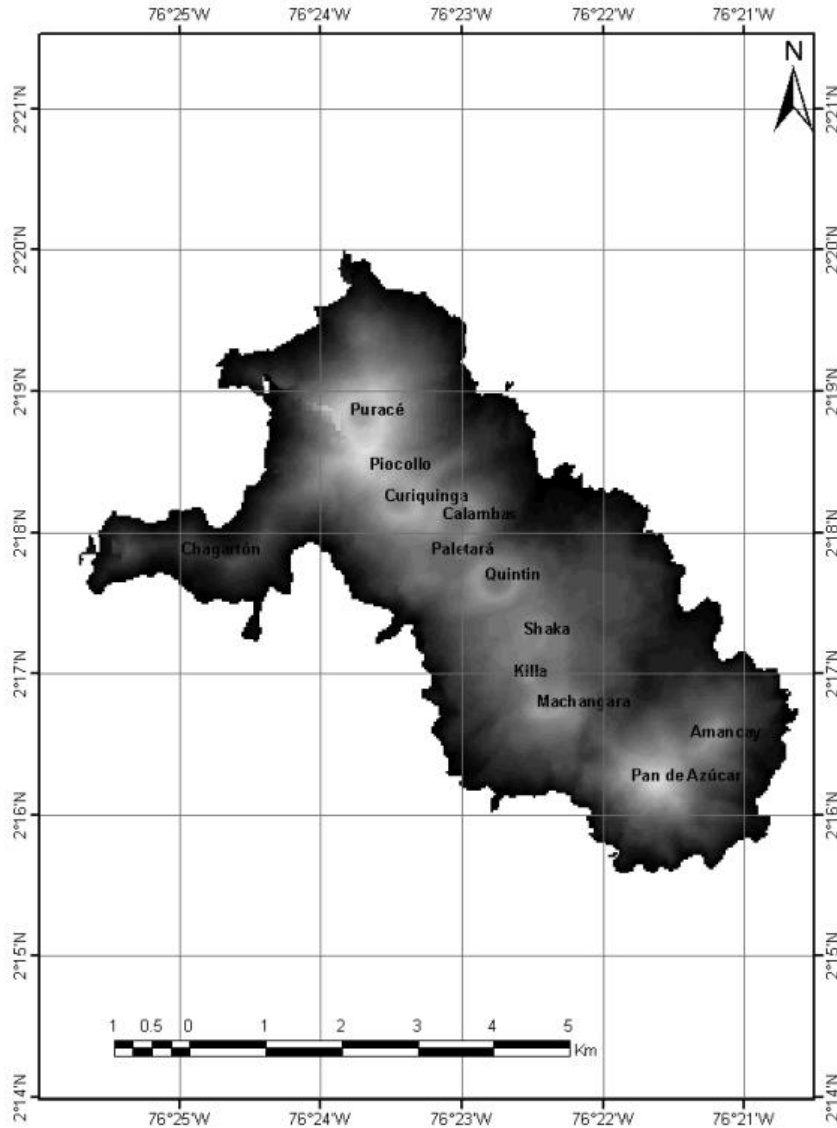 76°25'W 76°24'W 76°23'W 76°22'W 76°21'W
N
2°21'N 2°21'N
2°20'N 2°20'N
2°19'N 2°19'N
Puracé
Piocollo
Curiquinga
Calambas
2°18'N 2°18'N
Chagartón Paletará
Quintin
Shaka
2°17'N 2°17'N
Killa
Machangara
Amancay
Pan de Azúcar
2°16'N 2°16'N
2°15'N 2°15'N
1 0.5 0 1 2 3 4 5
Km
2°14'N 2°14'N
76°25'W 76°24'W 76°23'W 76°22'W 76°21'W